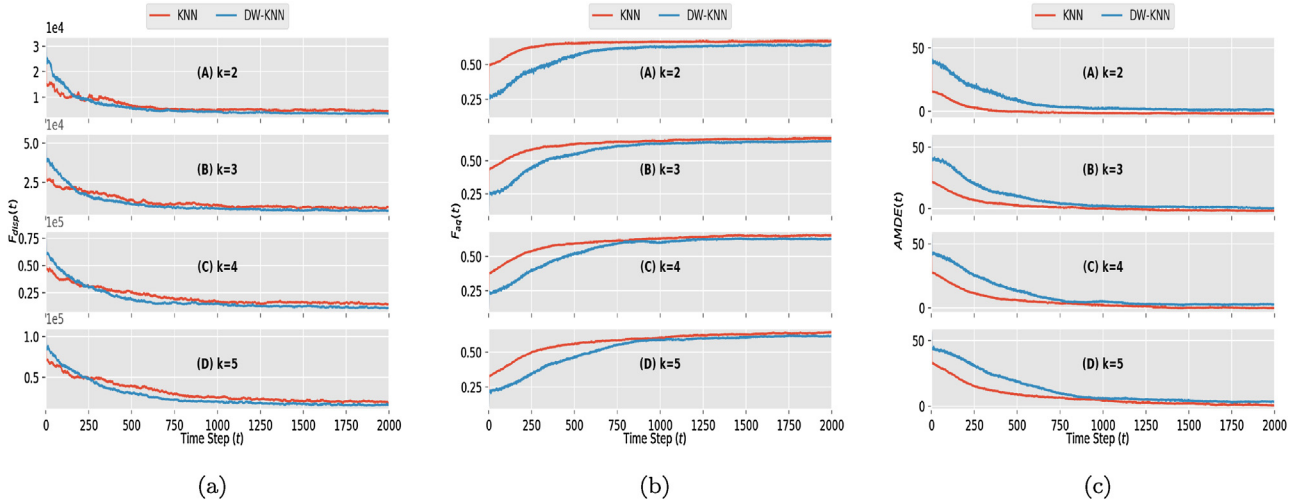 KNN DW-KNN
1e4
3
2
1
(A) k=2
1e4
5.0
2.5
(B) k=3
1e5
0.75
0.50
0.25
(C) k=4
1e5
1.0
0.5
(D) k=5
F_disp(t)
0 250 500 750 1000 1250 1500 1750 2000
Time Step (t)
(a)
KNN DW-KNN
0.50
0.25
(A) k=2
0.50
0.25
(B) k=3
0.50
0.25
(C) k=4
0.50
0.25
(D) k=5
F_aq(t)
0 250 500 750 1000 1250 1500 1750 2000
Time Step (t)
(b)
KNN DW-KNN
50
0
(A) k=2
50
0
(B) k=3
50
0
(C) k=4
50
0
(D) k=5
AMDE(t)
0 250 500 750 1000 1250 1500 1750 2000
Time Step (t)
(c)